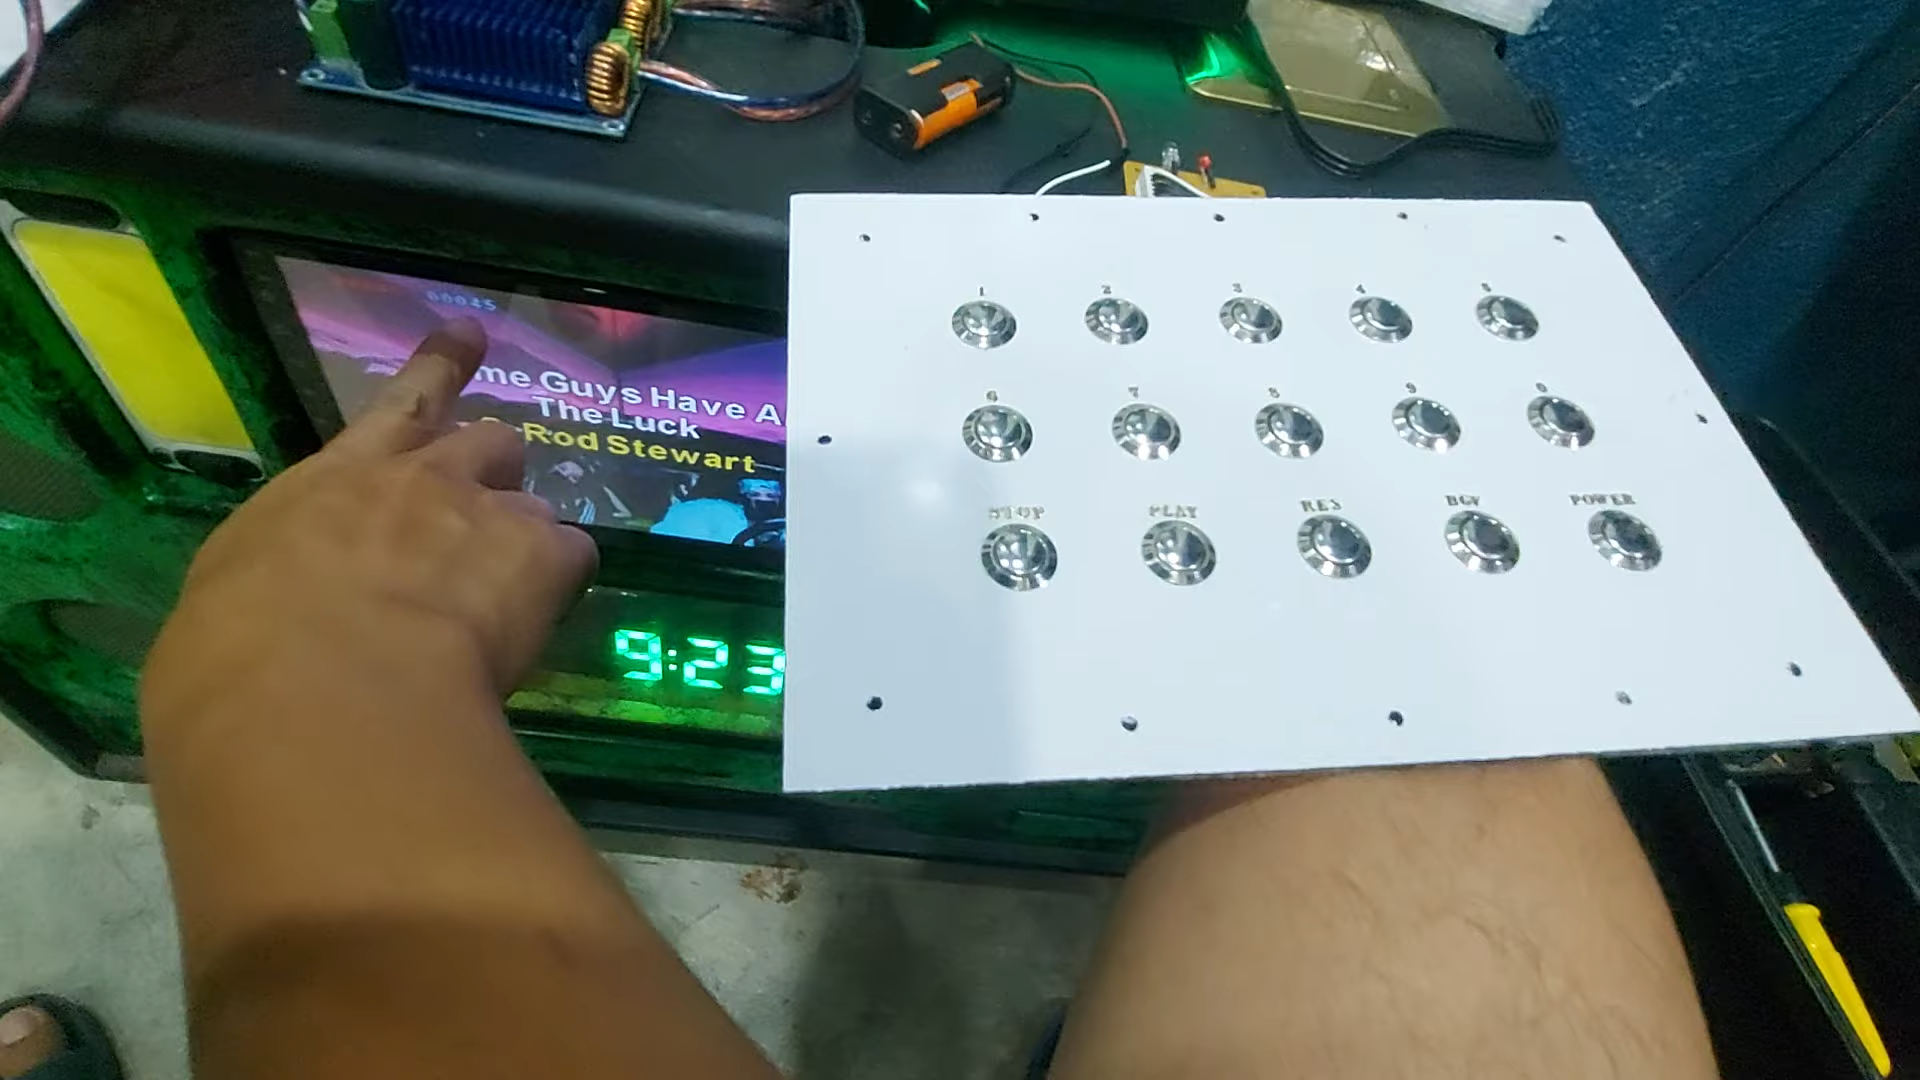 00045
me Guys Have A
The Luck
Rod Stewart
9:23
1 2 3 4 5
6 7 8 9 0
STOP PLAY RES BGV POWER